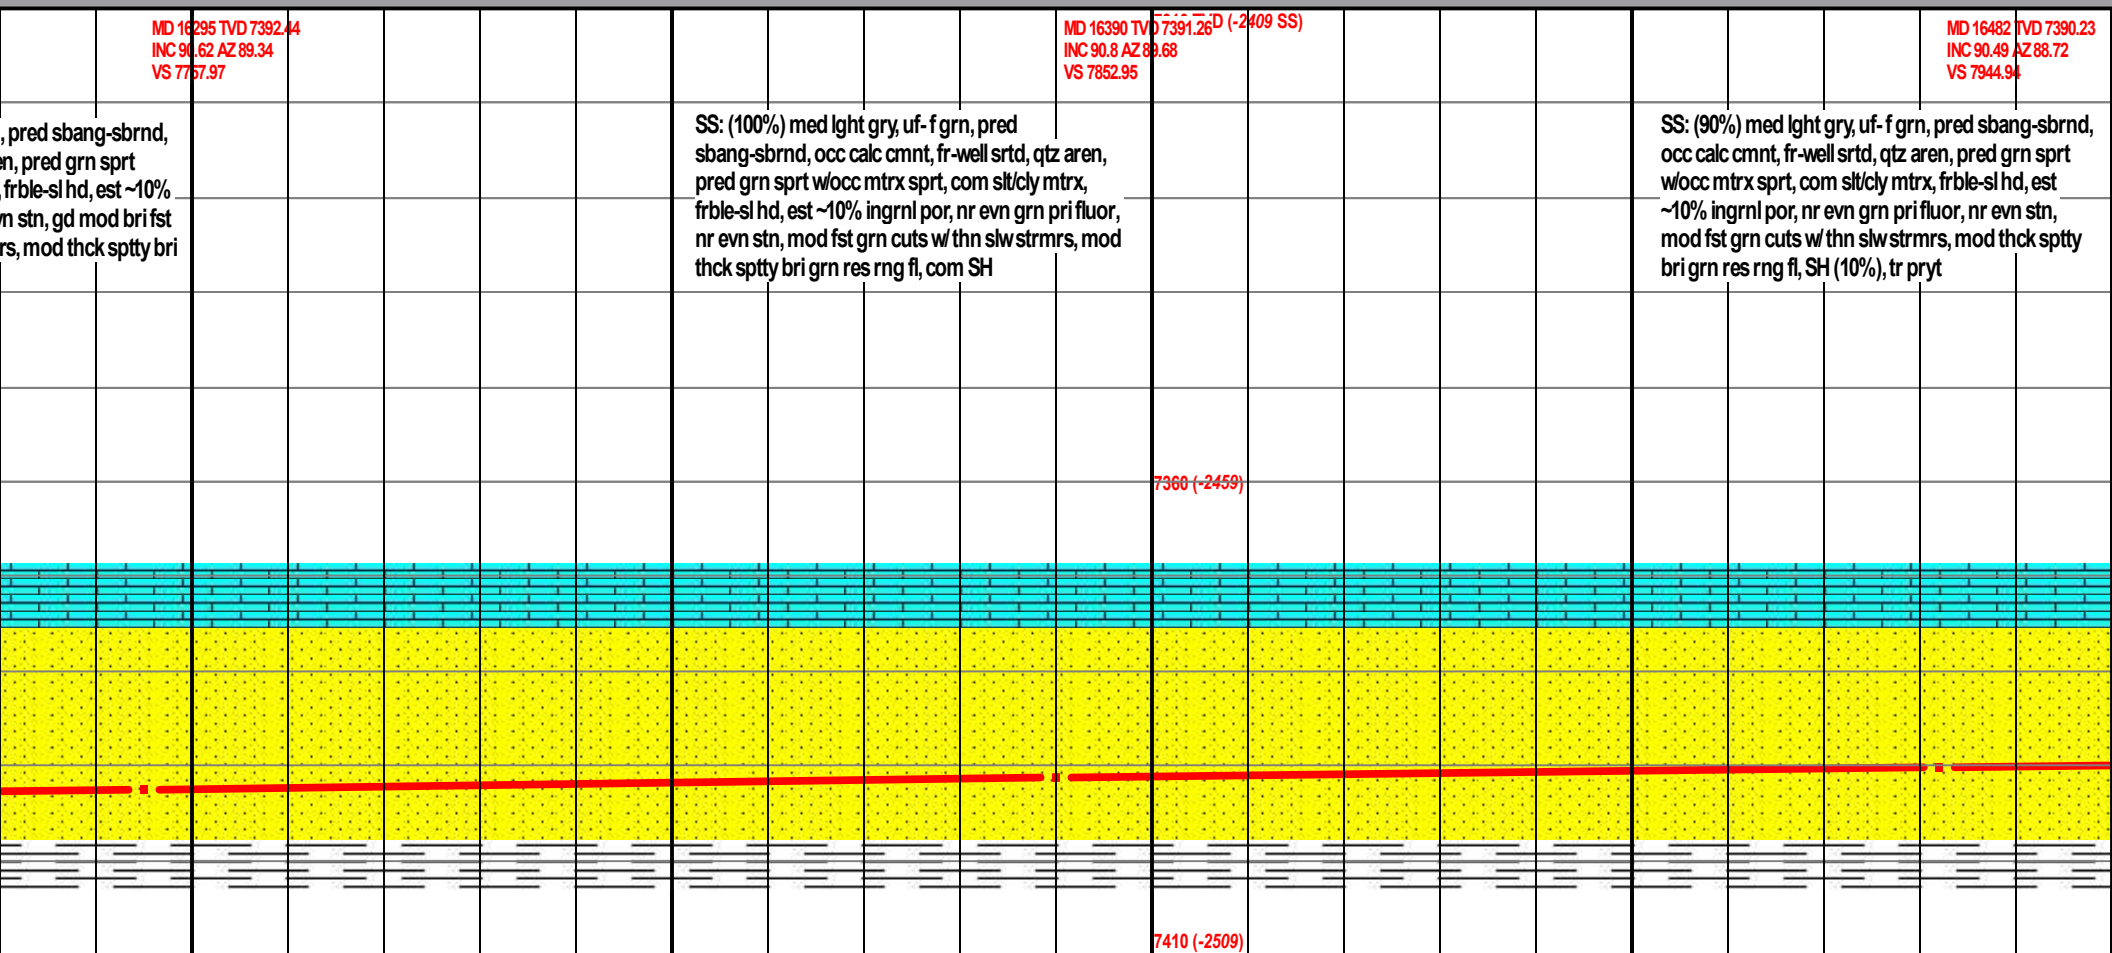 MD 16295 TVD 7392.44
INC 90.62 AZ 89.34
VS 7757.97
MD 16390 TVD 7391.26
INC 90.8 AZ 89.68
VS 7852.95
TVD (-2409 SS)
MD 16482 TVD 7390.23
INC 90.49 AZ 88.72
VS 7944.94
, pred sbang-sbrnd,
en, pred grn sprt
, frble-sl hd, est ~10%
vn stn, gd mod bri fst
rs, mod thck sptty bri
SS: (100%) med lght gry, uf- f grn, pred
sbang-sbrnd, occ calc cmnt, fr-well srtd, qtz aren,
pred grn sprt w/occ mtrx sprt, com slt/cly mtrx,
frble-sl hd, est ~10% ingrnl por, nr evn grn pri fluor,
nr evn stn, mod fst grn cuts w/ thn slw strmrs, mod
thck sptty bri grn res rng fl, com SH
SS: (90%) med lght gry, uf- f grn, pred sbang-sbrnd,
occ calc cmnt, fr-well srtd, qtz aren, pred grn sprt
w/occ mtrx sprt, com slt/cly mtrx, frble-sl hd, est
~10% ingrnl por, nr evn grn pri fluor, nr evn stn,
mod fst grn cuts w/ thn slw strmrs, mod thck sptty
bri grn res rng fl, SH (10%), tr pryt
7360 (-2459)
7410 (-2509)